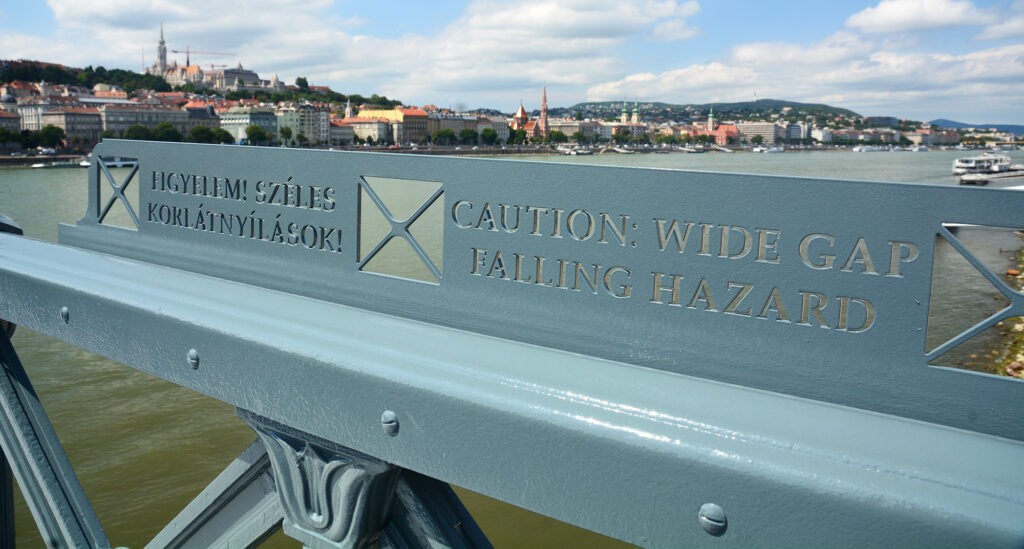 FIGYELEM! SZÉLES
KORLÁTNYÍLÁSOK!
CAUTION: WIDE GAP
FALLING HAZARD